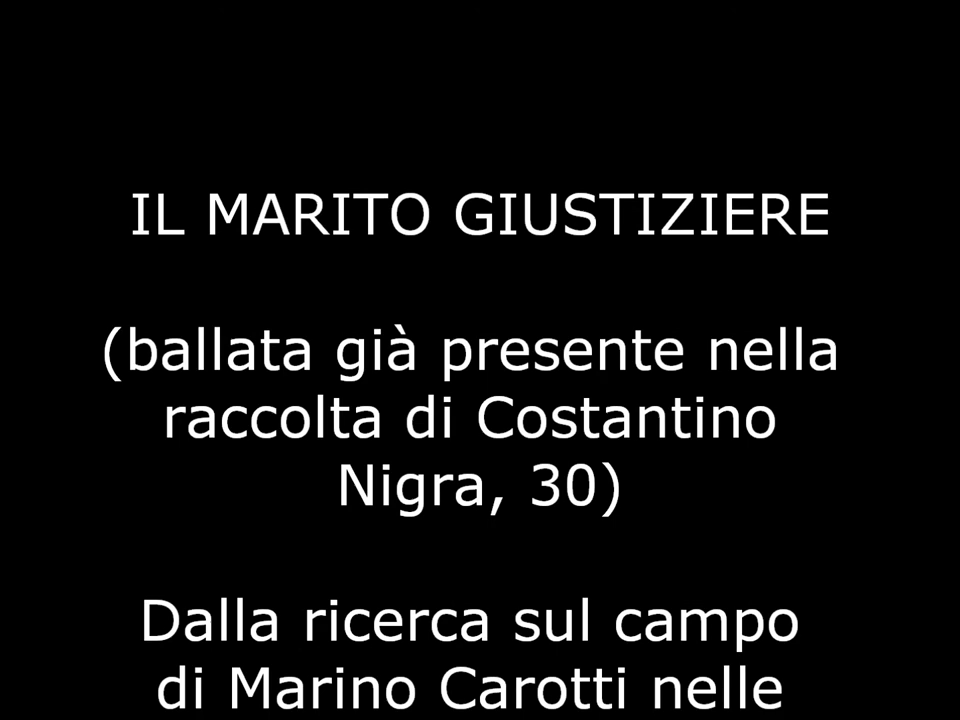 IL MARITO GIUSTIZIERE
(ballata già presente nella
raccolta di Costantino
Nigra, 30)
Dalla ricerca sul campo
di Marino Carotti nelle